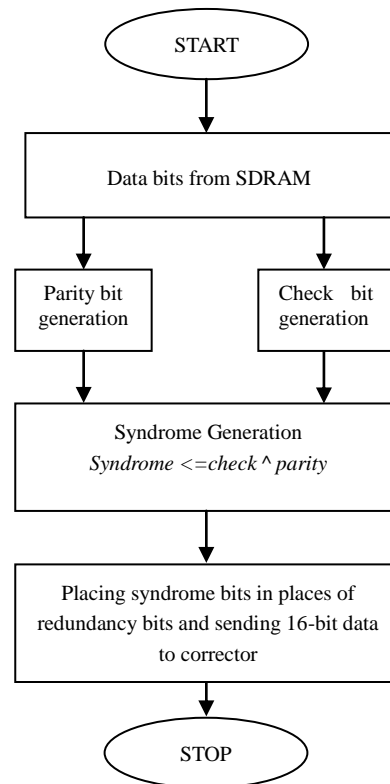 START
Data bits from SDRAM
Parity bit
generation
Check bit
generation
Syndrome Generation
Syndrome <=check ^ parity
Placing syndrome bits in places of
redundancy bits and sending 16-bit data
to corrector
STOP